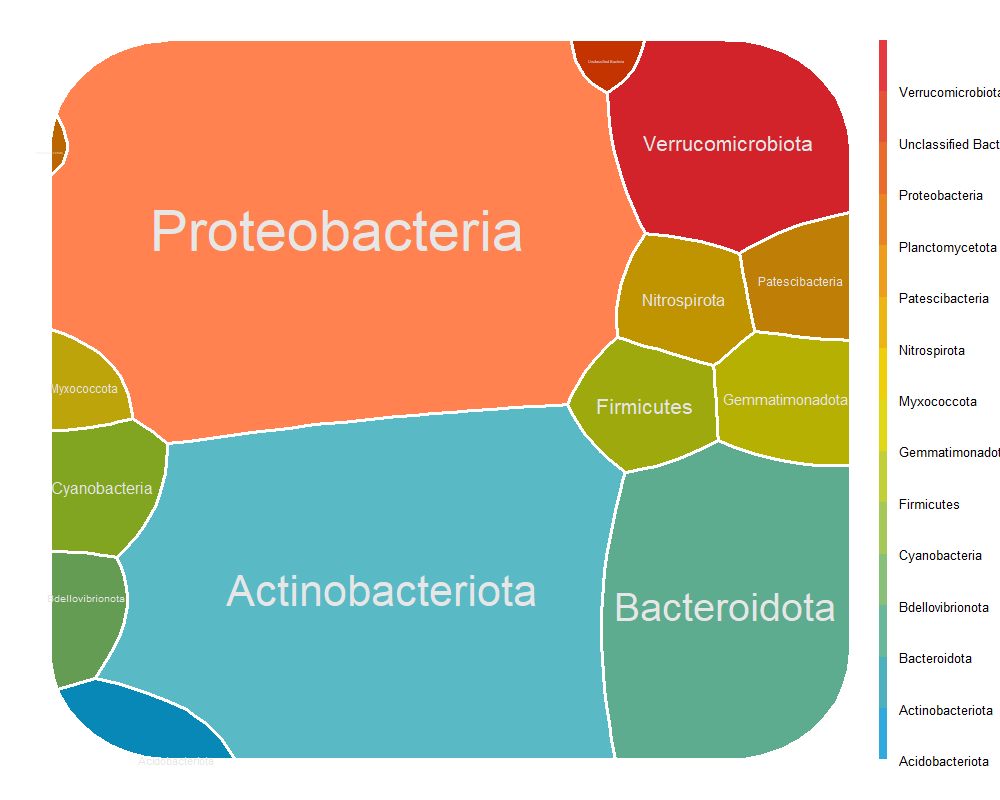 Unclassified Bacteria
Verrucomicrobiota
Proteobacteria
Patescibacteria
Nitrospirota
Myxococcota
Gemmatimonadota
Firmicutes
Cyanobacteria
Actinobacteriota
Bdellovibrionota
Bacteroidota
Acidobacteriota
Verrucomicrobiota
Unclassified Bact
Proteobacteria
Planctomycetota
Patescibacteria
Nitrospirota
Myxococcota
Gemmatimonadot
Firmicutes
Cyanobacteria
Bdellovibrionota
Bacteroidota
Actinobacteriota
Acidobacteriota